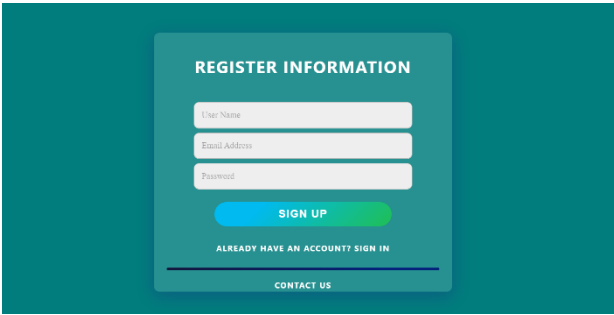 REGISTER INFORMATION
User Name
Email Address
Password
SIGN UP
ALREADY HAVE AN ACCOUNT? SIGN IN
CONTACT US